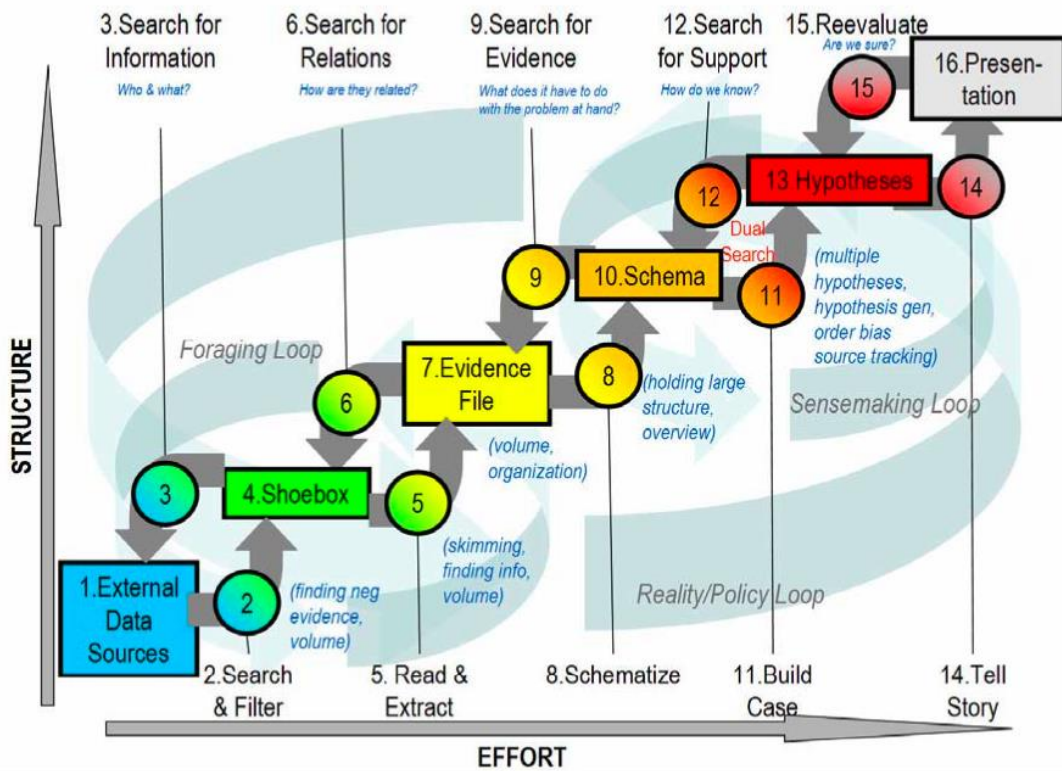 3.Search for
Information
Who & what?
6.Search for
Relations
How are they related?
9.Search for
Evidence
What does it have to do
with the problem at hand?
12.Search
for Support
How do we know?
15.Reevaluate
Are we sure?
16.Presen-
tation
15
13 Hypotheses
14
12
Dual
Search
11
(multiple
hypotheses,
hypothesis gen,
order bias
source tracking)
9
10.Schema
Foraging Loop
7.Evidence
File
8
(holding large
structure,
overview)
Sensemaking Loop
6
(volume,
organization)
3
4.Shoebox
5
(skimming,
finding info,
volume)
1.External
Data
Sources
2
(finding neg
evidence,
volume)
Reality/Policy Loop
2.Search
& Filter
5. Read &
Extract
8.Schematize
11.Build
Case
14.Tell
Story
STRUCTURE
EFFORT